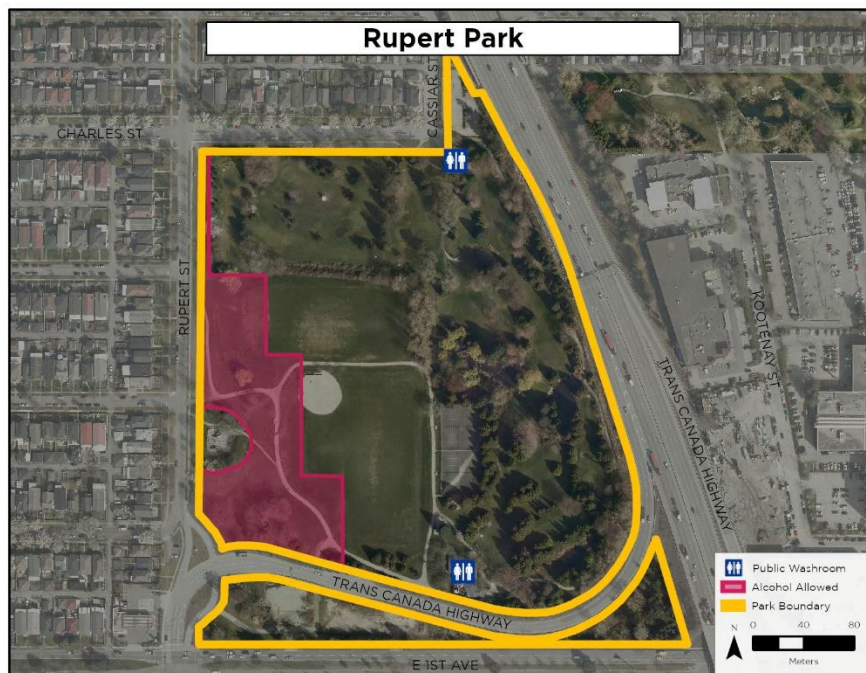 Rupert Park
CASSIAR ST
CHARLES ST
RUPERT ST
KOOTENAY ST
TRANS CANADA HIGHWAY
TRANS CANADA HIGHWAY
E 1ST AVE
Public Washroom
Alcohol Allowed
Park Boundary
N
0 40 80
Meters